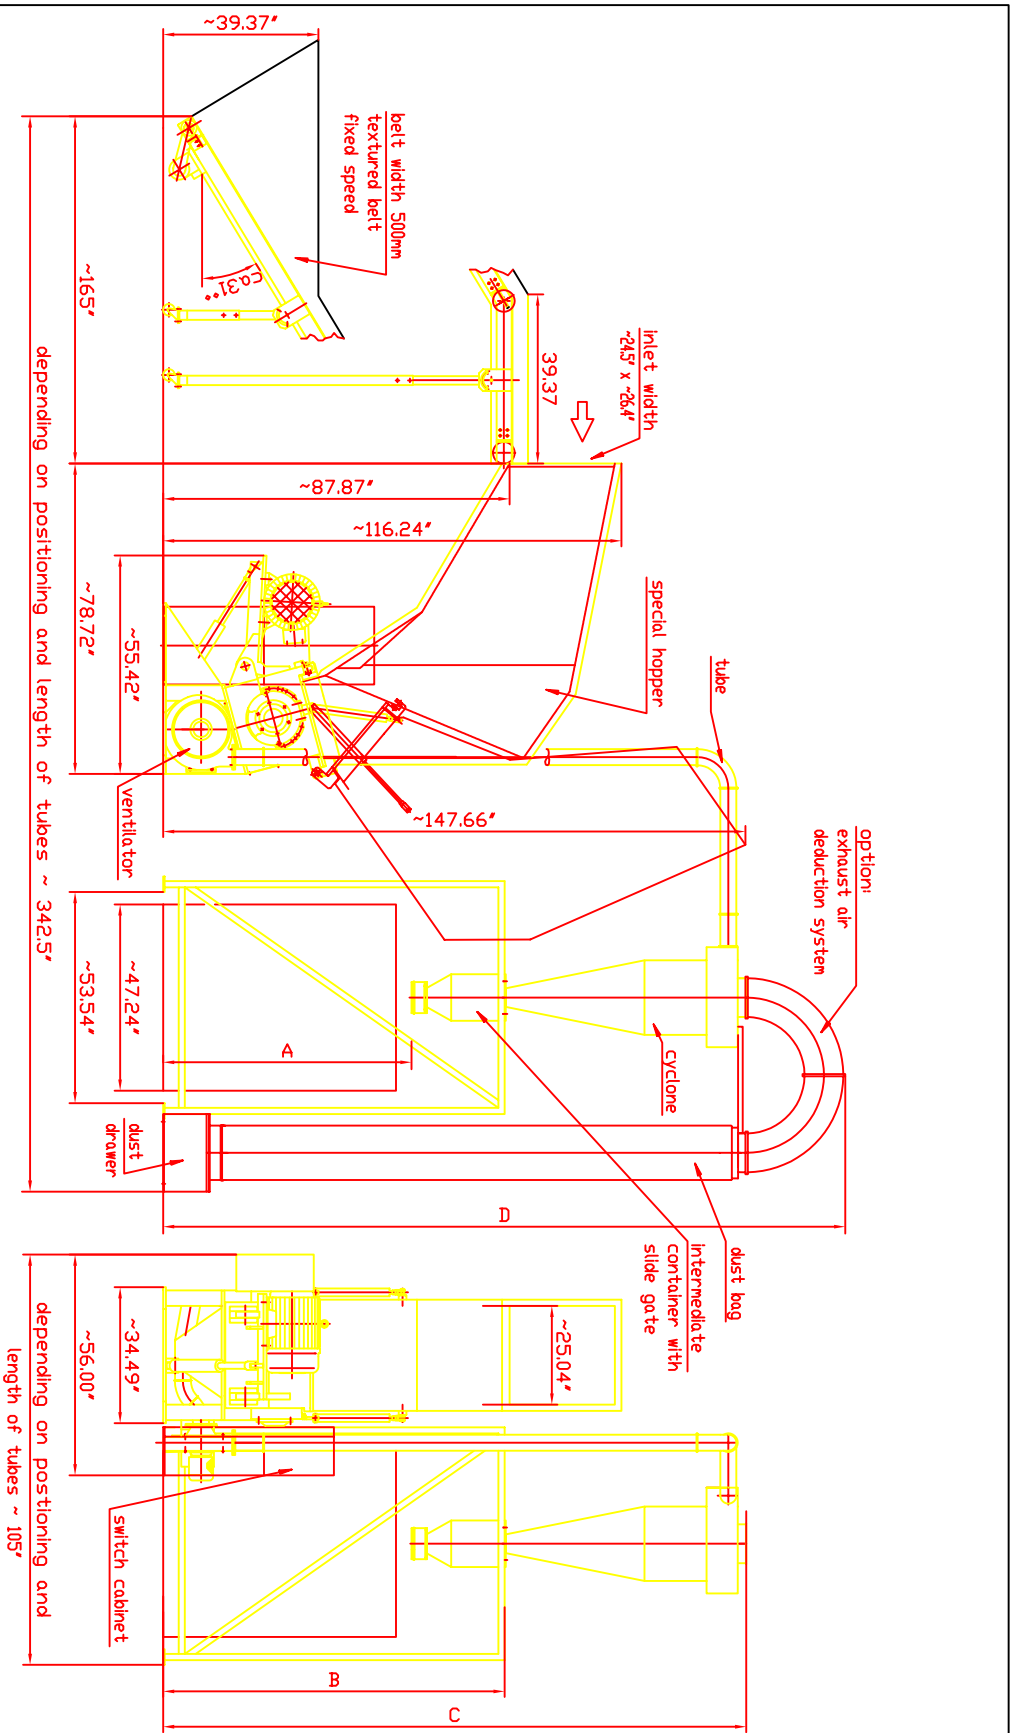 ~39.37"
belt width 500mm
textured belt
fixed speed
ca31°
~165"
39.37
inlet width
~24.5" x ~26.4"
~87.87"
~116.24"
special hopper
tube
~55.42"
~78.72"
ventilator
~147.66"
option:
exhaust air
deduction system
cyclone
~47.24"
~53.54"
A
dust
drawer
D
dust bag
intermediate
container with
slide gate
depending on positioning and length of tubes ~ 342.5"
~25.04"
~34.49"
~56.00"
switch cabinet
B
C
depending on postioning and
length of tubes ~ 105"